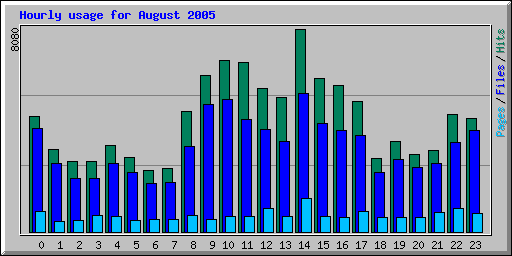 Hourly usage for August 2005
8080
Pages/Files/Hits
0 1 2 3 4 5 6 7 8 9 10 11 12 13 14 15 16 17 18 19 20 21 22 23